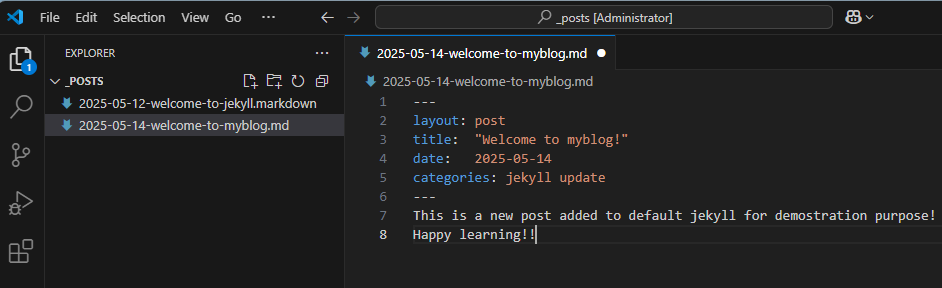 File Edit Selection View Go ··· _posts [Administrator]
EXPLORER ···
_POSTS
2025-05-12-welcome-to-jekyll.markdown
2025-05-14-welcome-to-myblog.md
1
2025-05-14-welcome-to-myblog.md
2025-05-14-welcome-to-myblog.md
1 ---
2 layout: post
3 title:  "Welcome to myblog!"
4 date:   2025-05-14
5 categories: jekyll update
6 ---
7 This is a new post added to default jekyll for demostration purpose!
8 Happy learning!!